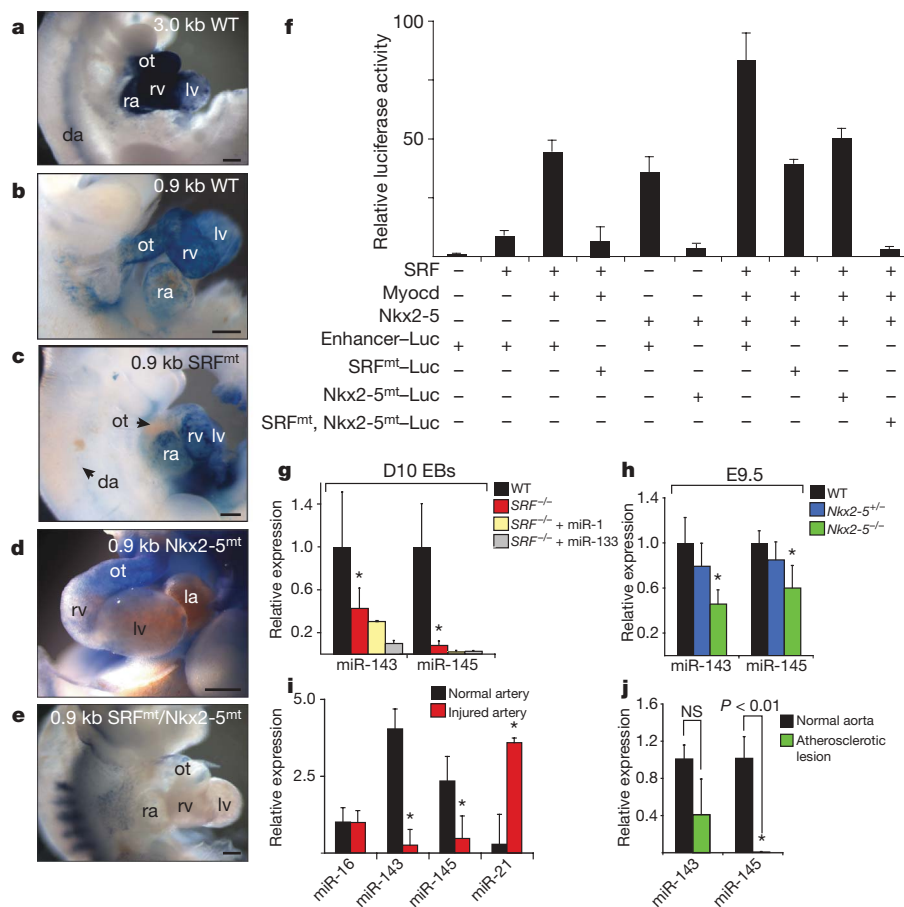 a
3.0 kb WT
ot
ra
rv
lv
da
b
0.9 kb WT
ot
lv
rv
ra
c
0.9 kb SRFmt
ot
rv
lv
ra
da
d
0.9 kb Nkx2-5mt
ot
la
rv
lv
e
0.9 kb SRFmt/Nkx2-5mt
ot
ra
rv
lv
f
Relative luciferase activity
100
50
SRF – + + + – – + + + +
Myocd – – + + – – + + + +
Nkx2-5 – – – – + + + + + +
Enhancer–Luc + + + – + – + – – –
SRFmt–Luc – – – + – – – + – –
Nkx2-5mt–Luc – – – – – + – – + –
SRFmt, Nkx2-5mt–Luc – – – – – – – – – +
g
D10 EBs
WT
SRF–/–
SRF–/– + miR-1
SRF–/– + miR-133
Relative expression
1.4
1.0
0.6
0.2
*
*
miR-143
miR-145
h
E9.5
WT
Nkx2-5+/–
Nkx2-5–/–
Relative expression
1.4
1.0
0.6
0.2
*
*
miR-143
miR-145
i
Normal artery
Injured artery
Relative expression
5.0
2.5
*
*
*
miR-16
miR-143
miR-145
miR-21
j
NS
P < 0.01
Normal aorta
Atherosclerotic
lesion
Relative expression
1.6
1.2
0.8
0.4
*
miR-143
miR-145